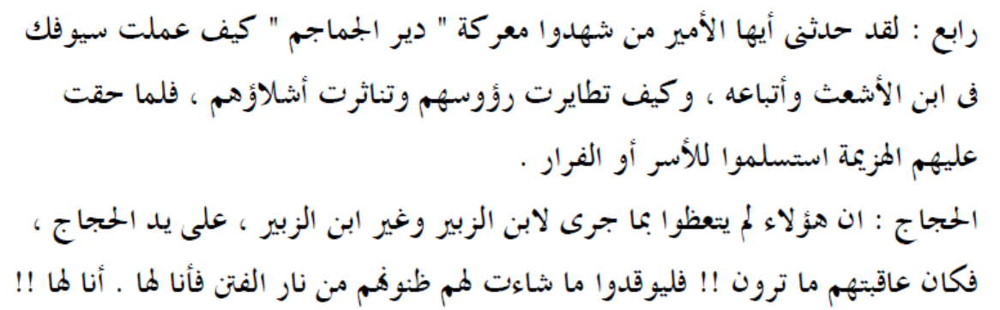 رابع : لقد حدثنى أيها الأمير من شهدوا معركة " دير الجماجم " كيف عملت سيوفك
فى ابن الأشعث وأتباعه ، وكيف تطايرت رؤوسهم وتناثرت أشلاؤهم ، فلما حقت
عليهم الهزيمة استسلموا للأسر أو الفرار .
الحجاج : ان هؤلاء لم يتعظوا بما جرى لابن الزبير وغير ابن الزبير ، على يد الحجاج ،
فكان عاقبتهم ما ترون !! فليوقدوا ما شاءت لهم ظنونهم من نار الفتن فأنا لها . أنا لها !!